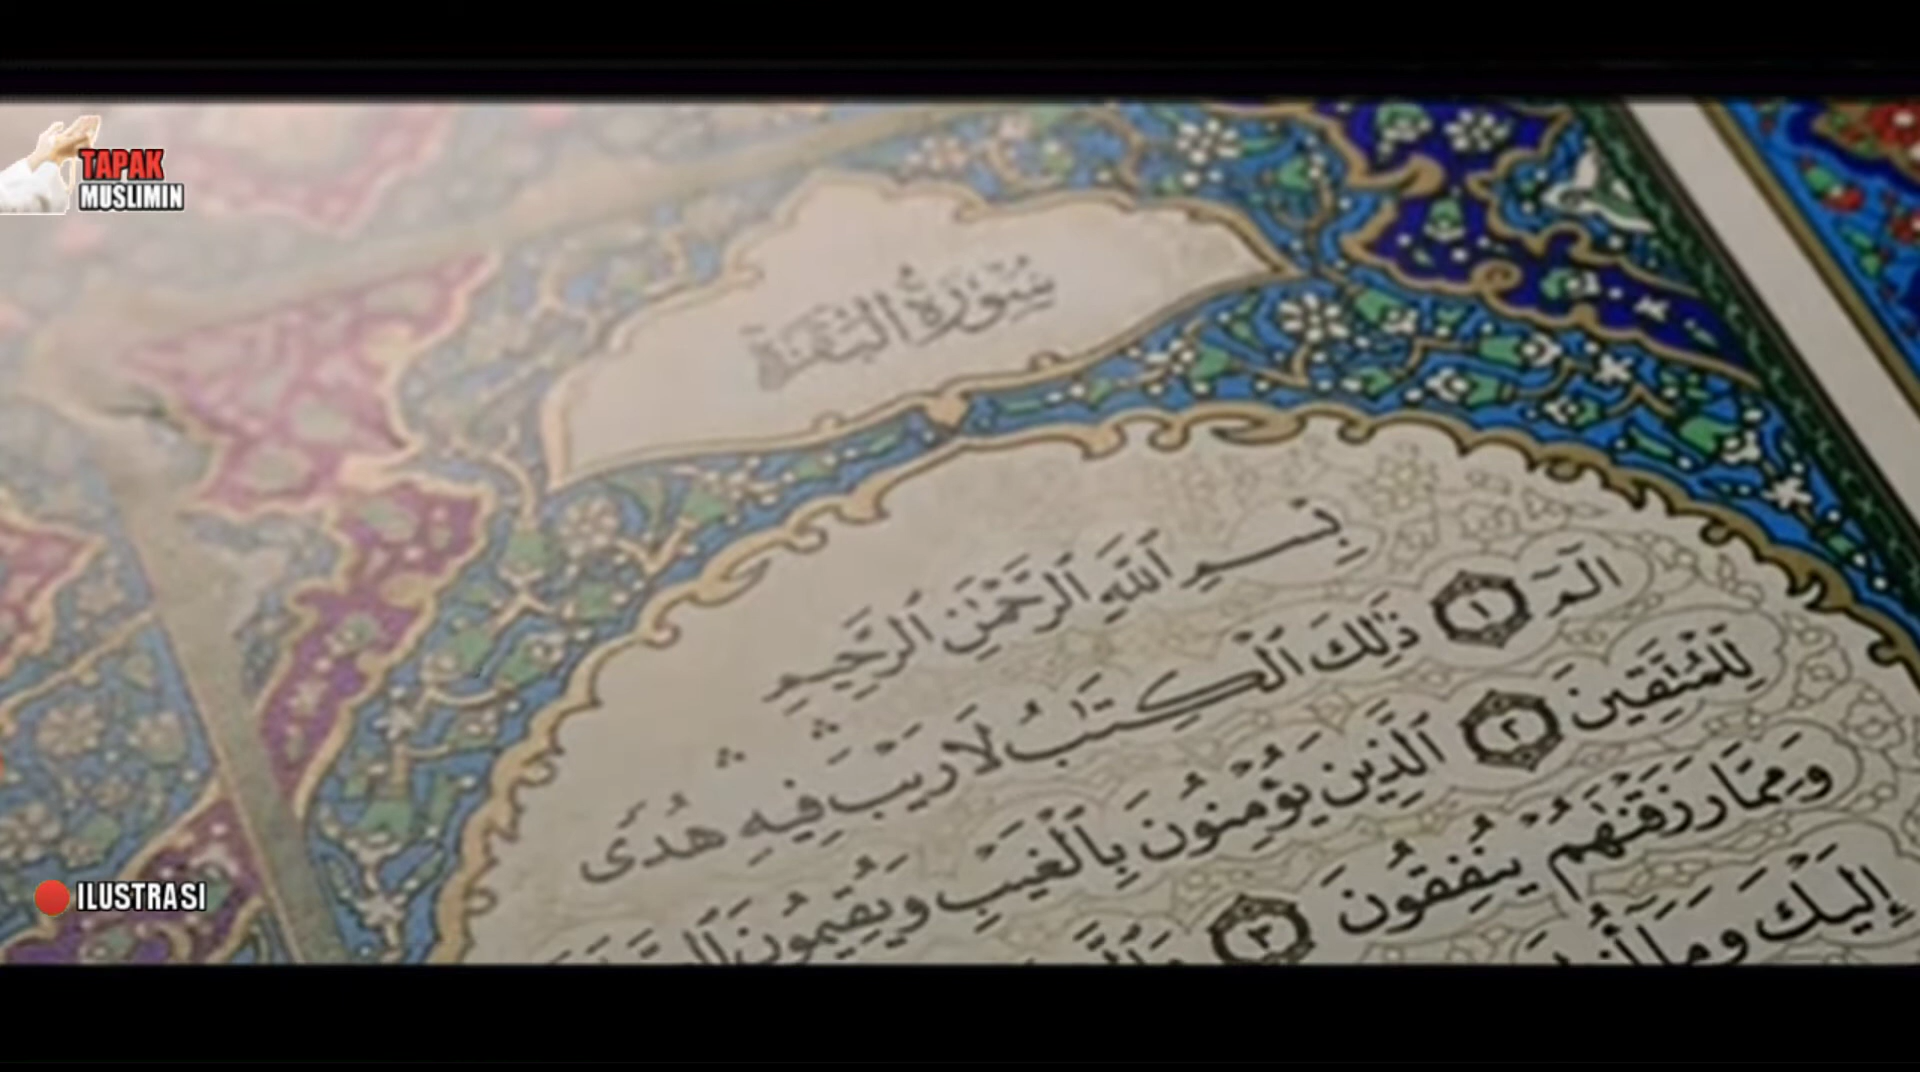 TAPAK
MUSLIMIN
سُورَةُ الْبَقَرَةِ
بِسْمِ ٱللَّهِ ٱلرَّحْمَٰنِ ٱلرَّحِيمِ
الٓمٓ ١ ذَٰلِكَ ٱلْكِتَٰبُ لَا رَيْبَ ۛ فِيهِ ۛ هُدًى
لِّلْمُتَّقِينَ ٢ ٱلَّذِينَ يُؤْمِنُونَ بِٱلْغَيْبِ وَيُقِيمُونَ
وَمِمَّا رَزَقْنَٰهُمْ يُنفِقُونَ ٣
إِلَيْكَ وَمَآ
ILUSTRASI